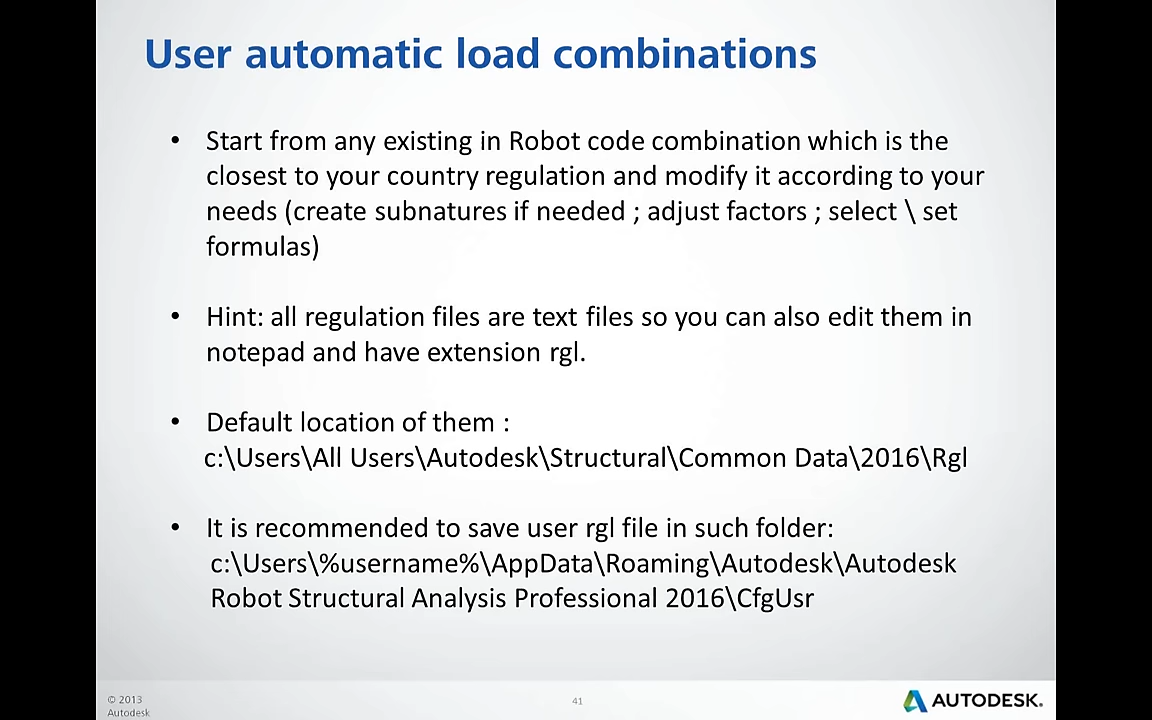 User automatic load combinations
• Start from any existing in Robot code combination which is the
closest to your country regulation and modify it according to your
needs (create subnatures if needed ; adjust factors ; select \ set
formulas)
• Hint: all regulation files are text files so you can also edit them in
notepad and have extension rgl.
• Default location of them :
c:\Users\All Users\Autodesk\Structural\Common Data\2016\Rgl
• It is recommended to save user rgl file in such folder:
c:\Users\%username%\AppData\Roaming\Autodesk\Autodesk
Robot Structural Analysis Professional 2016\CfgUsr
© 2013
Autodesk
41
AUTODESK.